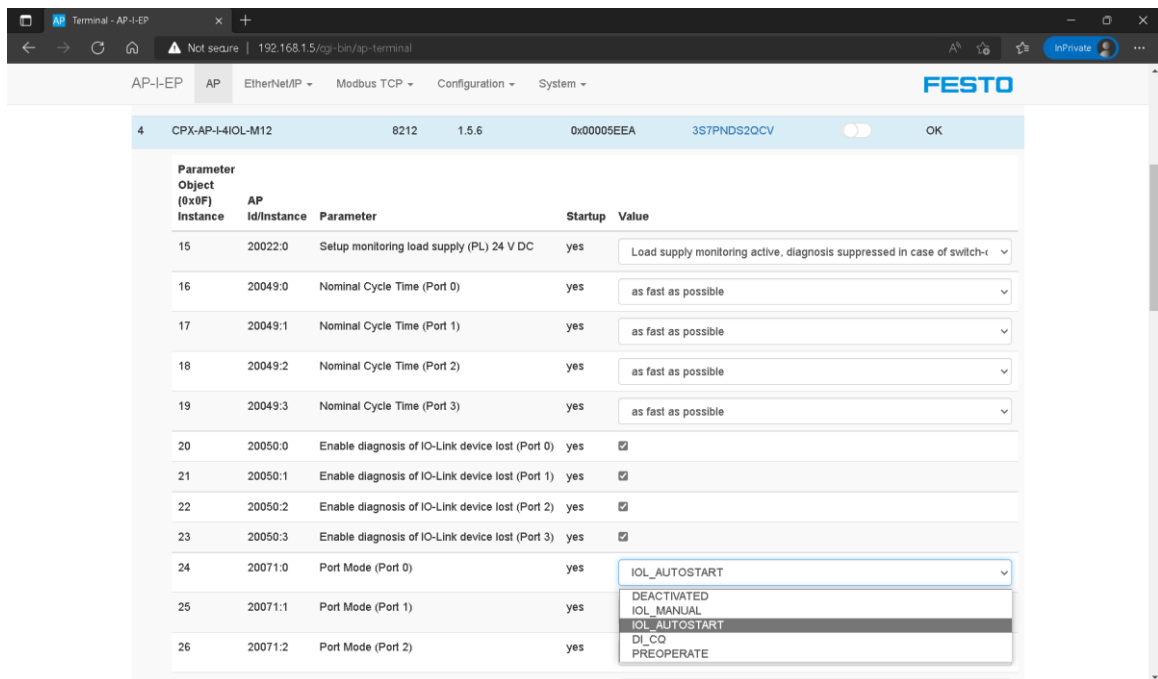 AP Terminal - AP-I-EP
Not secure | 192.168.1.5/cgi-bin/ap-terminal
InPrivate
AP-I-EP AP EtherNet/IP Modbus TCP Configuration System FESTO
4 CPX-AP-I-4IOL-M12 8212 1.5.6 0x00005EEA 3S7PNDS2QCV OK
Parameter
Object
(0x0F) AP
Instance Id/Instance Parameter Startup Value
15 20022:0 Setup monitoring load supply (PL) 24 V DC yes Load supply monitoring active, diagnosis suppressed in case of switch-
16 20049:0 Nominal Cycle Time (Port 0) yes as fast as possible
17 20049:1 Nominal Cycle Time (Port 1) yes as fast as possible
18 20049:2 Nominal Cycle Time (Port 2) yes as fast as possible
19 20049:3 Nominal Cycle Time (Port 3) yes as fast as possible
20 20050:0 Enable diagnosis of IO-Link device lost (Port 0) yes
21 20050:1 Enable diagnosis of IO-Link device lost (Port 1) yes
22 20050:2 Enable diagnosis of IO-Link device lost (Port 2) yes
23 20050:3 Enable diagnosis of IO-Link device lost (Port 3) yes
24 20071:0 Port Mode (Port 0) yes IOL_AUTOSTART
DEACTIVATED
25 20071:1 Port Mode (Port 1) yes IOL_MANUAL
IOL_AUTOSTART
DI_CQ
26 20071:2 Port Mode (Port 2) yes PREOPERATE